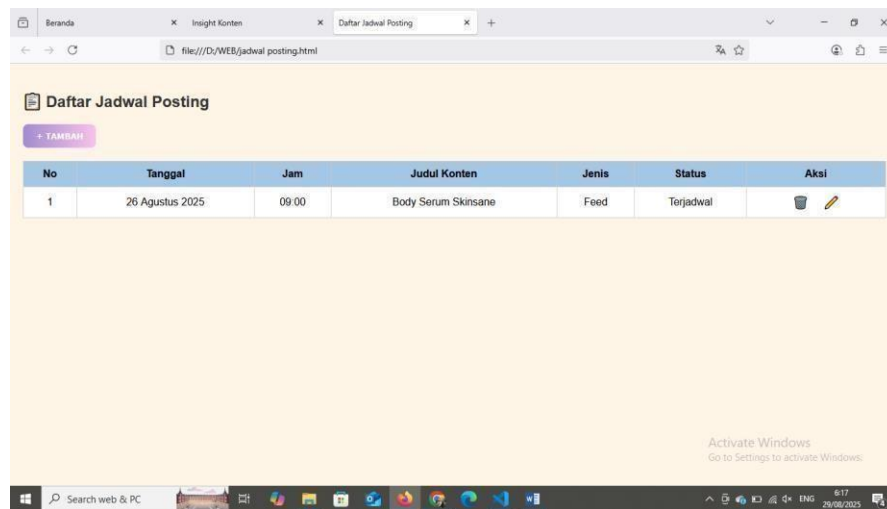 Beranda
Insight Konten
Daftar Jadwal Posting
file:///D:/WEB/jadwal posting.html
Daftar Jadwal Posting
+ TAMBAH
No Tanggal Jam Judul Konten Jenis Status Aksi
1 26 Agustus 2025 09:00 Body Serum Skinsane Feed Terjadwal
Activate Windows
Go to Settings to activate Windows.
Search web & PC
ENG
6:17
29/08/2025